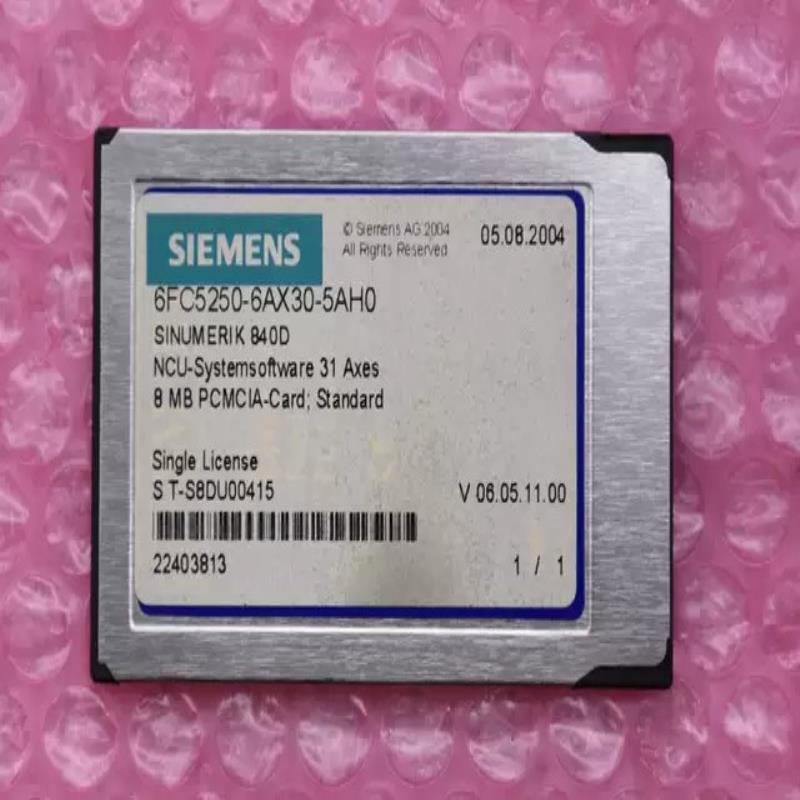 SIEMENS
© Siemens AG 2004
All Rights Reserved
05.08.2004
6FC5250-6AX30-5AH0
SINUMERIK 840D
NCU-Systemsoftware 31 Axes
8 MB PCMCIA-Card; Standard
Single License
S T-S8DU00415
V 06.05.11.00
22403813
1 / 1